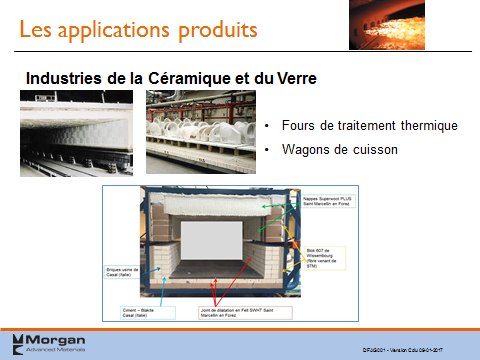 Les applications produits
Industries de la Céramique et du Verre
• Fours de traitement thermique
• Wagons de cuisson
Nappes Superwool PLUS
Saint Marcellin en Forez
Blok 607 de
Wissembourg
(fibre venant de
STM)
Briques usine de
Casal (Italie)
Ciment – Blakite
Casal (Italie)
Joint de dilatation en Felt SWHT Saint
Marcellin en Forez
Morgan
Advanced Materials
DFAG001 - Version C du 09-01-2017